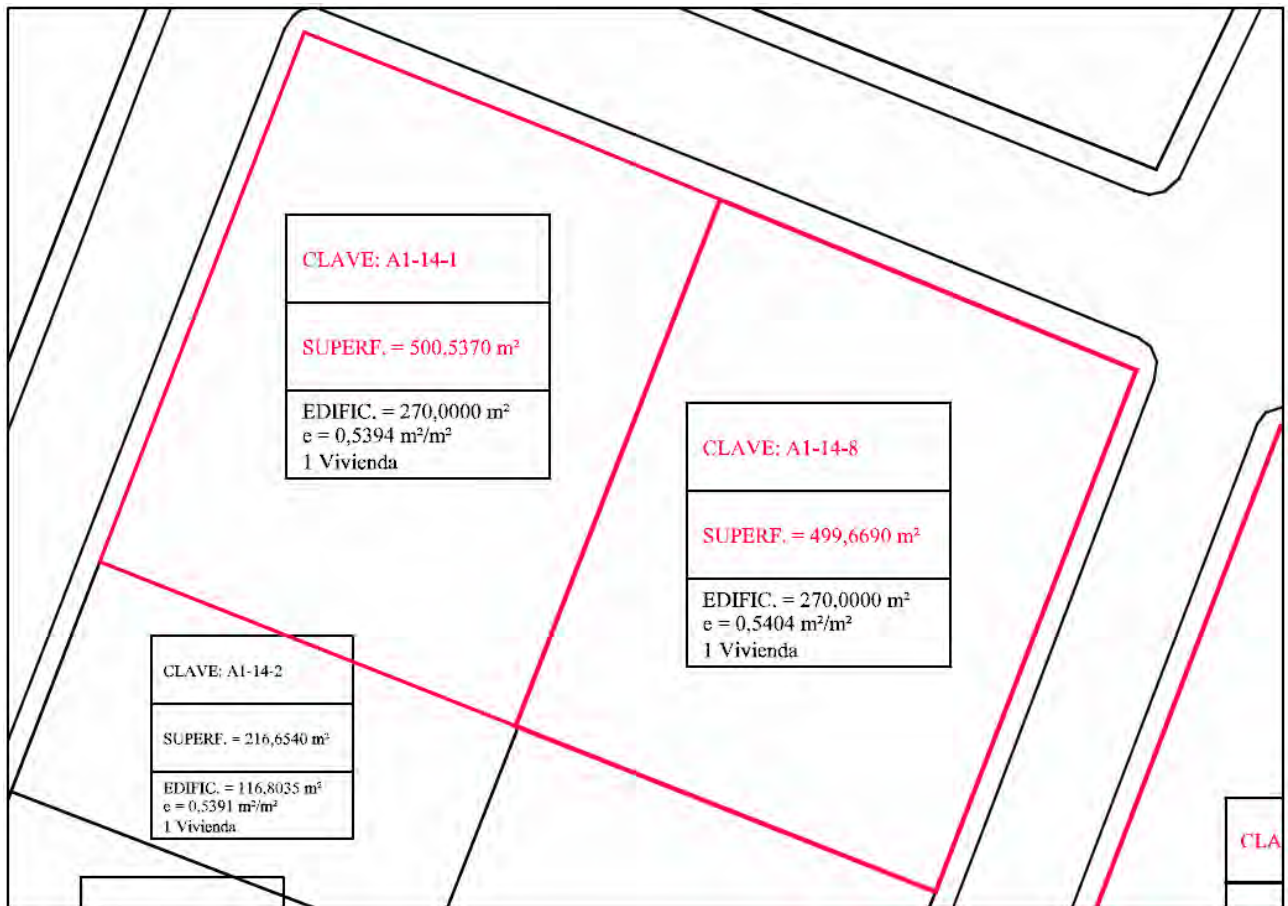 CLAVE: A1-14-1
SUPERF. = 500,5370 m²
EDIFIC. = 270,0000 m²
e = 0,5394 m²/m²
1 Vivienda
CLAVE: A1-14-8
SUPERF. = 499,6690 m²
EDIFIC. = 270,0000 m²
e = 0,5404 m²/m²
1 Vivienda
CLAVE: A1-14-2
SUPERF. = 216,6540 m²
EDIFIC. = 116,8035 m²
e = 0,5391 m²/m²
1 Vivienda
CLA